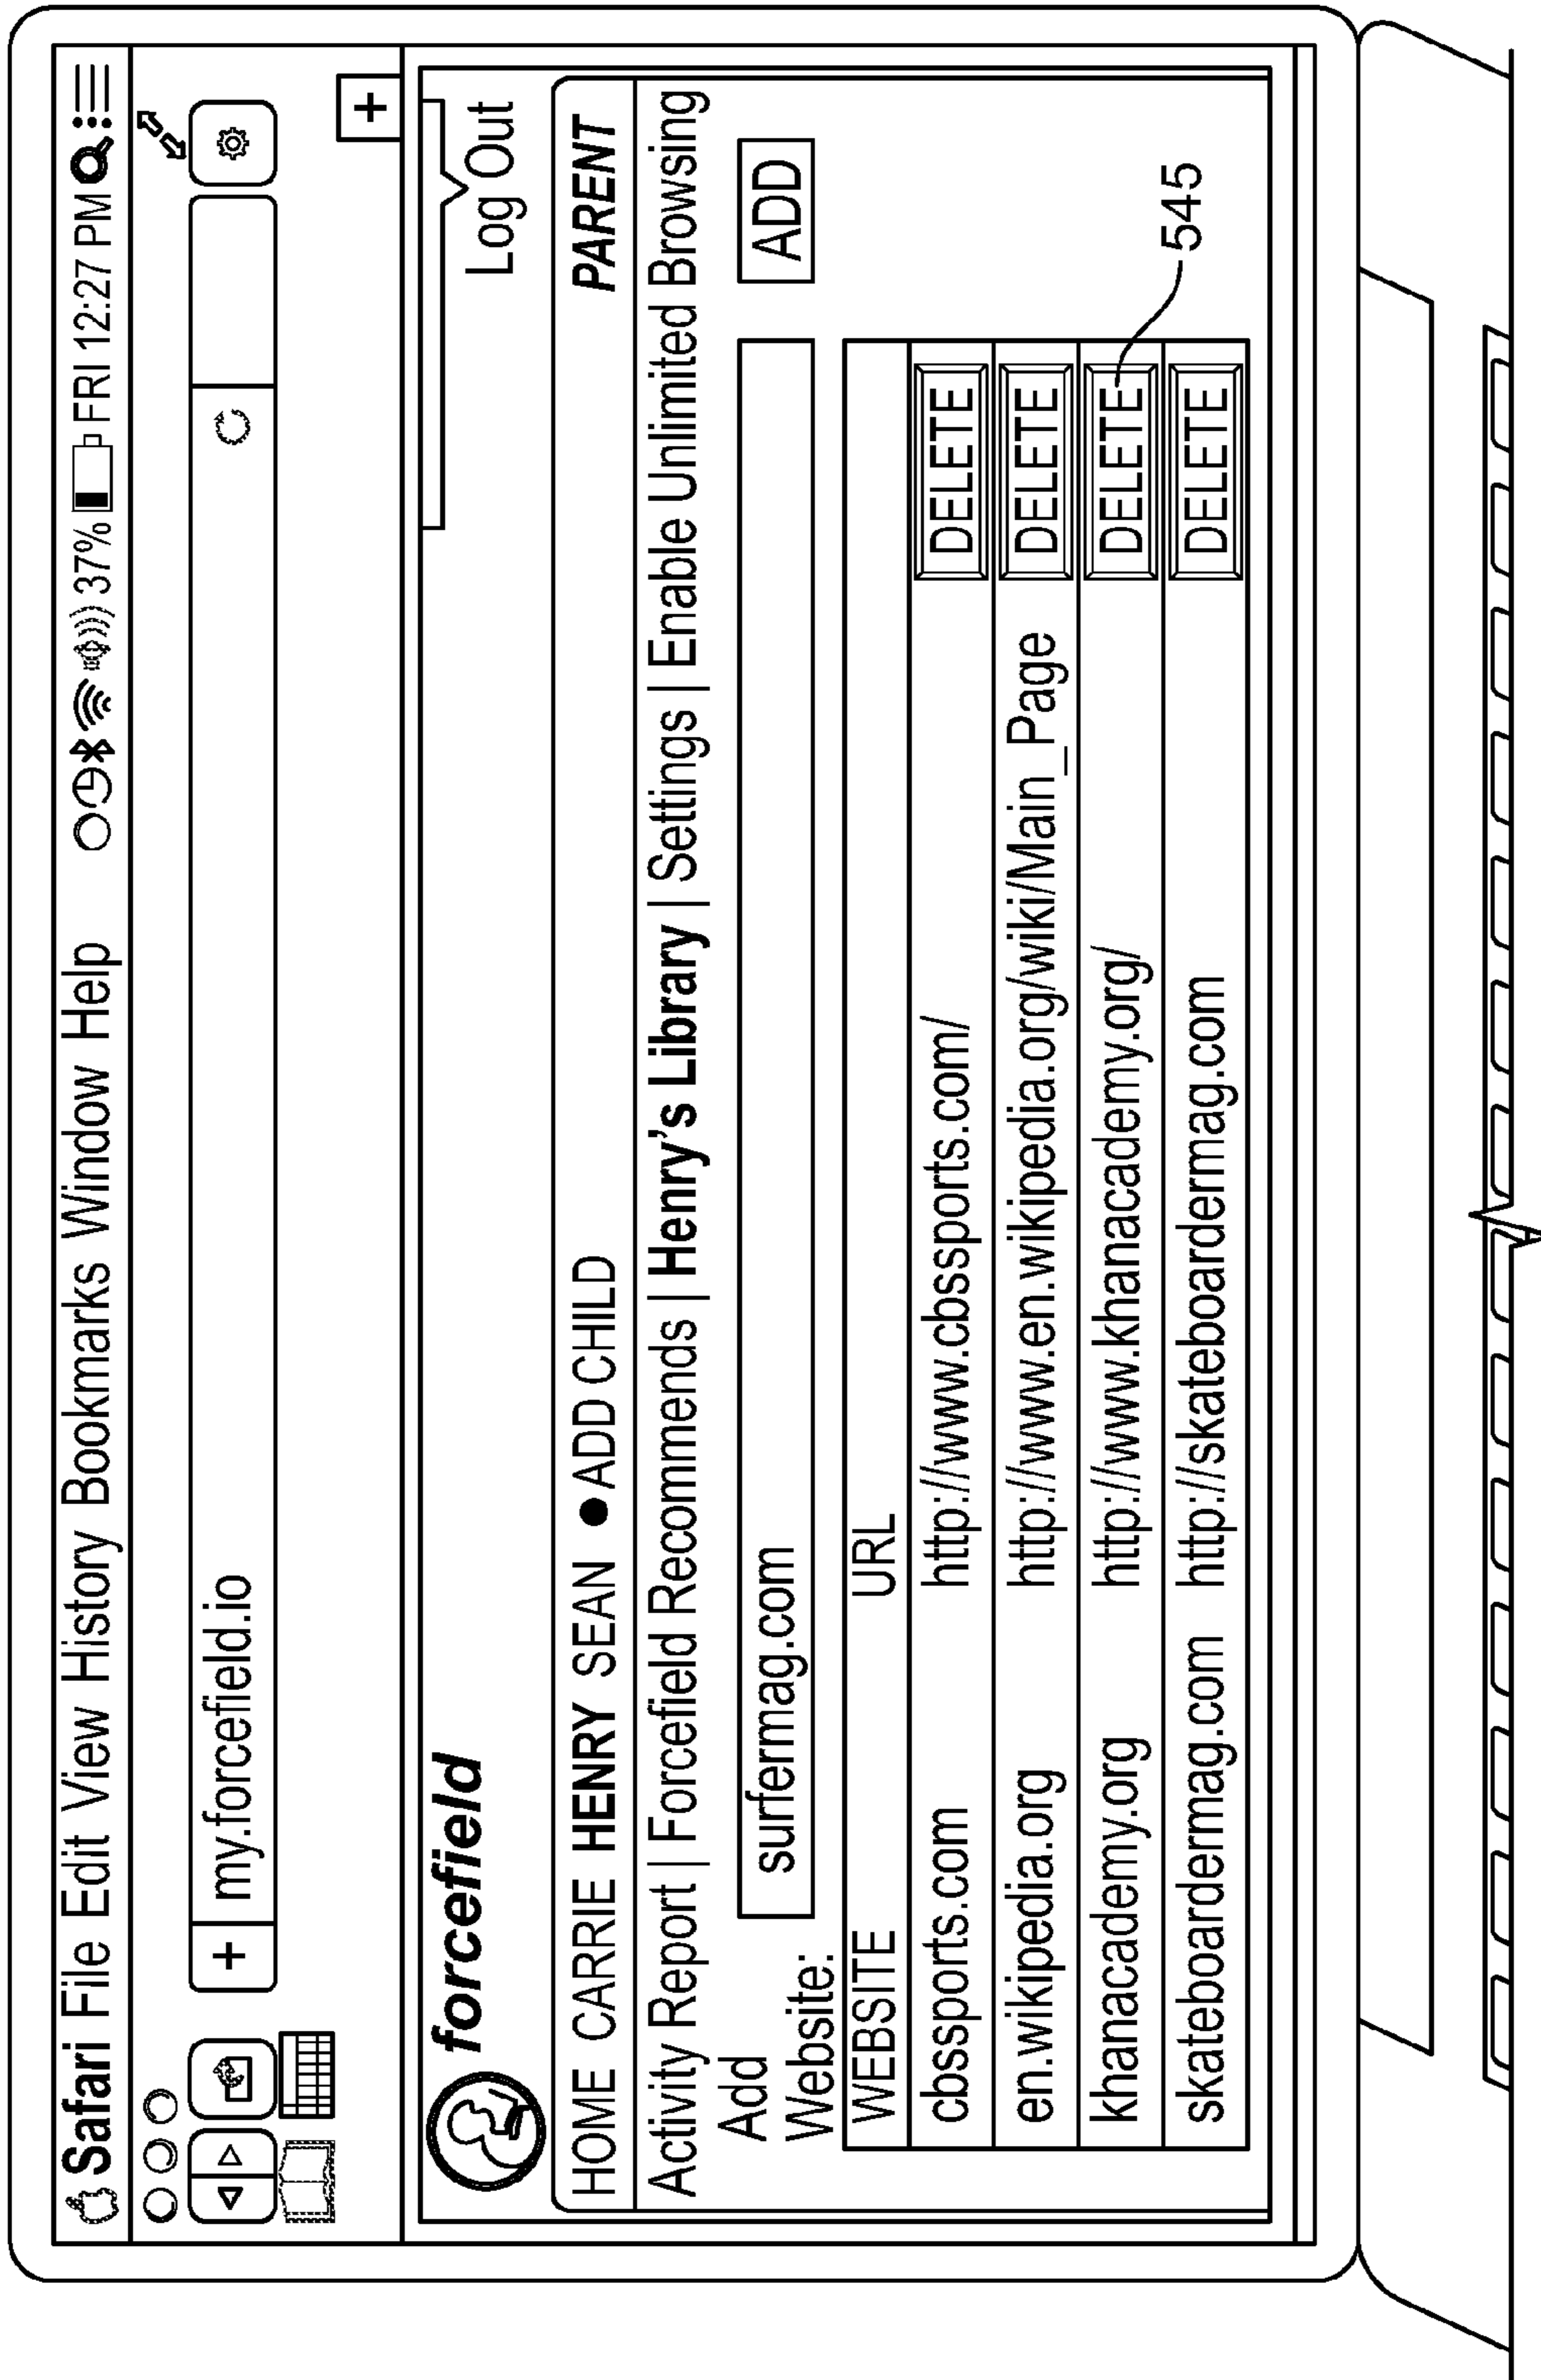 Safari File Edit View History Bookmarks Window Help 37% FRI 12:27 PM
+ my.forcefield.io
+
forcefield
Log Out
HOME CARRIE HENRY SEAN ●ADD CHILD PARENT
Activity Report | Forcefield Recommends | Henry's Library | Settings | Enable Unlimited Browsing
Add
Website:
surfermag.com ADD
WEBSITE URL
cbssports.com http://www.cbssports.com/ DELETE
en.wikipedia.org http://www.en.wikipedia.org/wiki/Main_Page DELETE
khanacademy.org http://www.khanacademy.org/ DELETE
skateboardermag.com http://skateboardermag.com DELETE
545